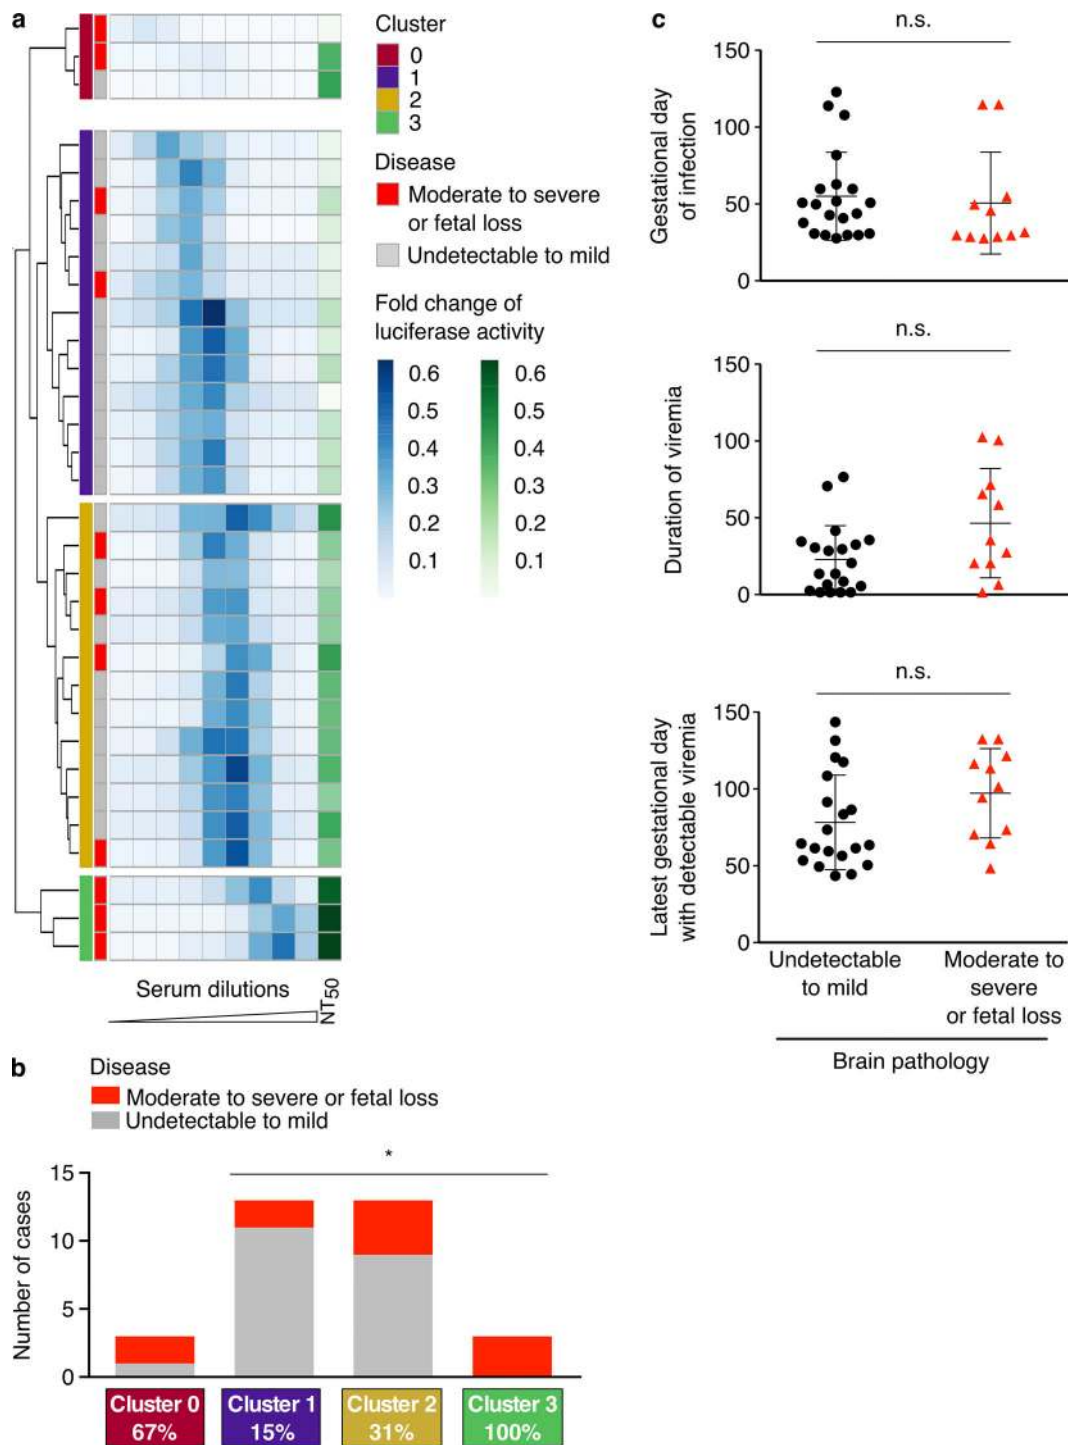 a
Cluster
0
1
2
3
Disease
Moderate to severe
or fetal loss
Undetectable to mild
Fold change of
luciferase activity
0.6 0.6
0.5 0.5
0.4 0.4
0.3 0.3
0.2 0.2
0.1 0.1
Serum dilutions
NT50
c
n.s.
150
100
50
0
Gestational day
of infection
n.s.
150
100
50
0
Duration of viremia
n.s.
150
100
50
0
Latest gestational day
with detectable viremia
Undetectable
to mild
Moderate to
severe
or fetal loss
Brain pathology
b
Disease
Moderate to severe or fetal loss
Undetectable to mild
*
15
10
5
0
Number of cases
Cluster 0
67%
Cluster 1
15%
Cluster 2
31%
Cluster 3
100%